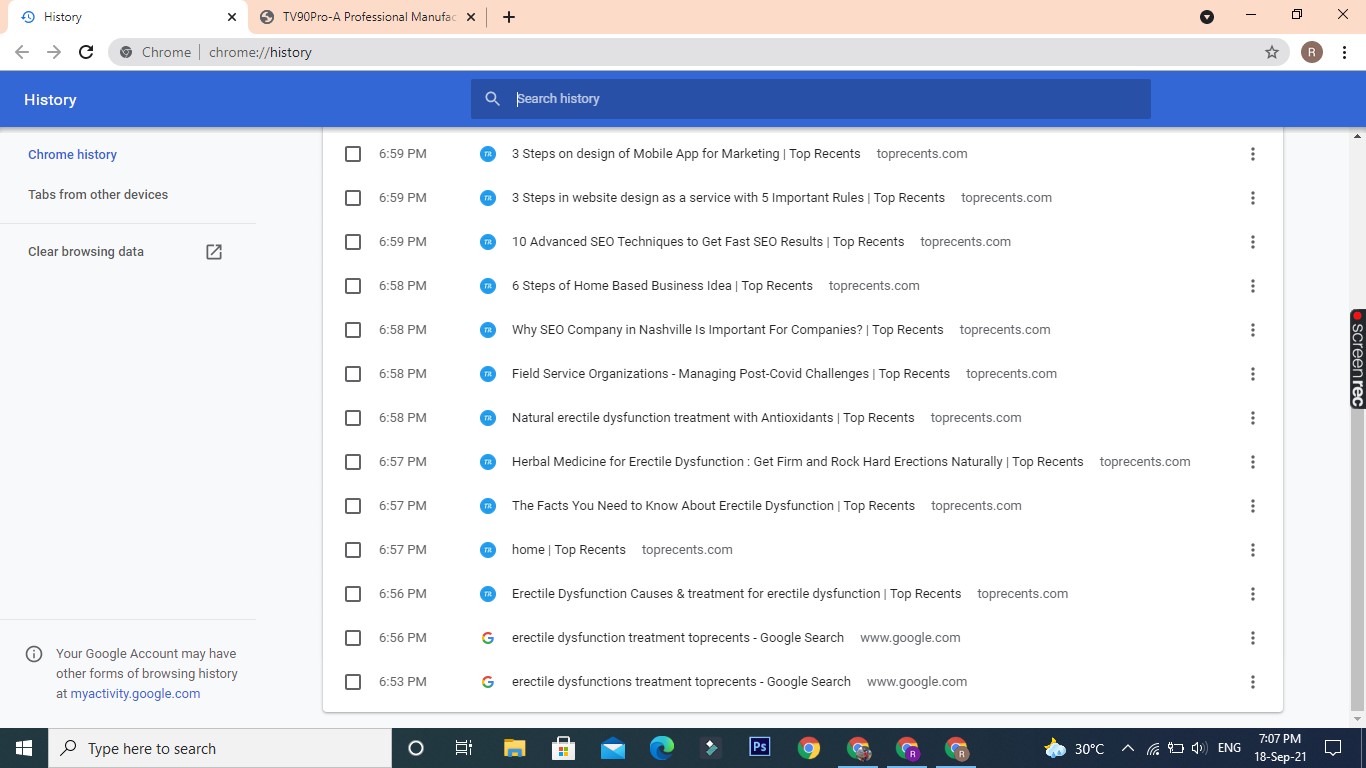 History
TV90Pro-A Professional Manufac
Chrome | chrome://history
R
History
Search history
Chrome history
Tabs from other devices
Clear browsing data
6:59 PM TR 3 Steps on design of Mobile App for Marketing | Top Recents toprecents.com
6:59 PM TR 3 Steps in website design as a service with 5 Important Rules | Top Recents toprecents.com
6:59 PM TR 10 Advanced SEO Techniques to Get Fast SEO Results | Top Recents toprecents.com
6:58 PM TR 6 Steps of Home Based Business Idea | Top Recents toprecents.com
6:58 PM TR Why SEO Company in Nashville Is Important For Companies? | Top Recents toprecents.com
6:58 PM TR Field Service Organizations - Managing Post-Covid Challenges | Top Recents toprecents.com
6:58 PM TR Natural erectile dysfunction treatment with Antioxidants | Top Recents toprecents.com
6:57 PM TR Herbal Medicine for Erectile Dysfunction : Get Firm and Rock Hard Erections Naturally | Top Recents toprecents.com
6:57 PM TR The Facts You Need to Know About Erectile Dysfunction | Top Recents toprecents.com
6:57 PM TR home | Top Recents toprecents.com
6:56 PM TR Erectile Dysfunction Causes & treatment for erectile dysfunction | Top Recents toprecents.com
6:56 PM G erectile dysfunction treatment toprecents - Google Search www.google.com
6:53 PM G erectile dysfunctions treatment toprecents - Google Search www.google.com
Your Google Account may have
other forms of browsing history
at myactivity.google.com
screenrec
Type here to search
Ps
R
R
30°C
ENG
7:07 PM
18-Sep-21